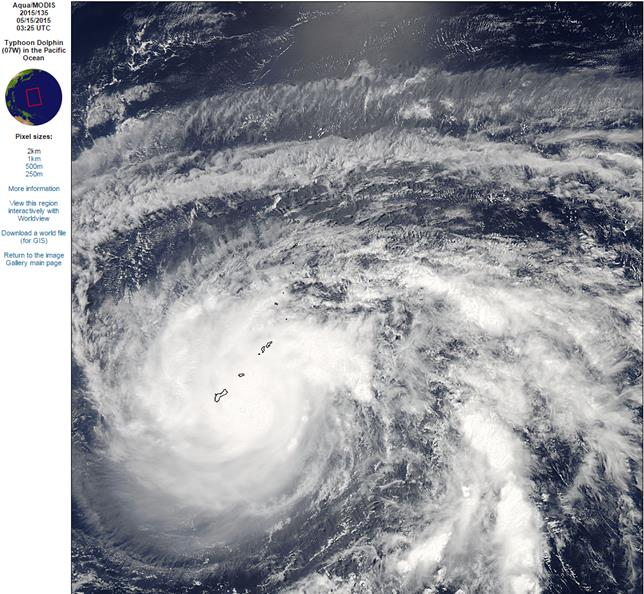 Aqua/MODIS
2015/135
05/15/2015
03:25 UTC
Typhoon Dolphin
(07W) in the Pacific
Ocean
Pixel sizes:
2km
1km
500m
250m
More information
View this region
interactively with
Worldview
Download a world file
(for GIS)
Return to the image
Gallery main page